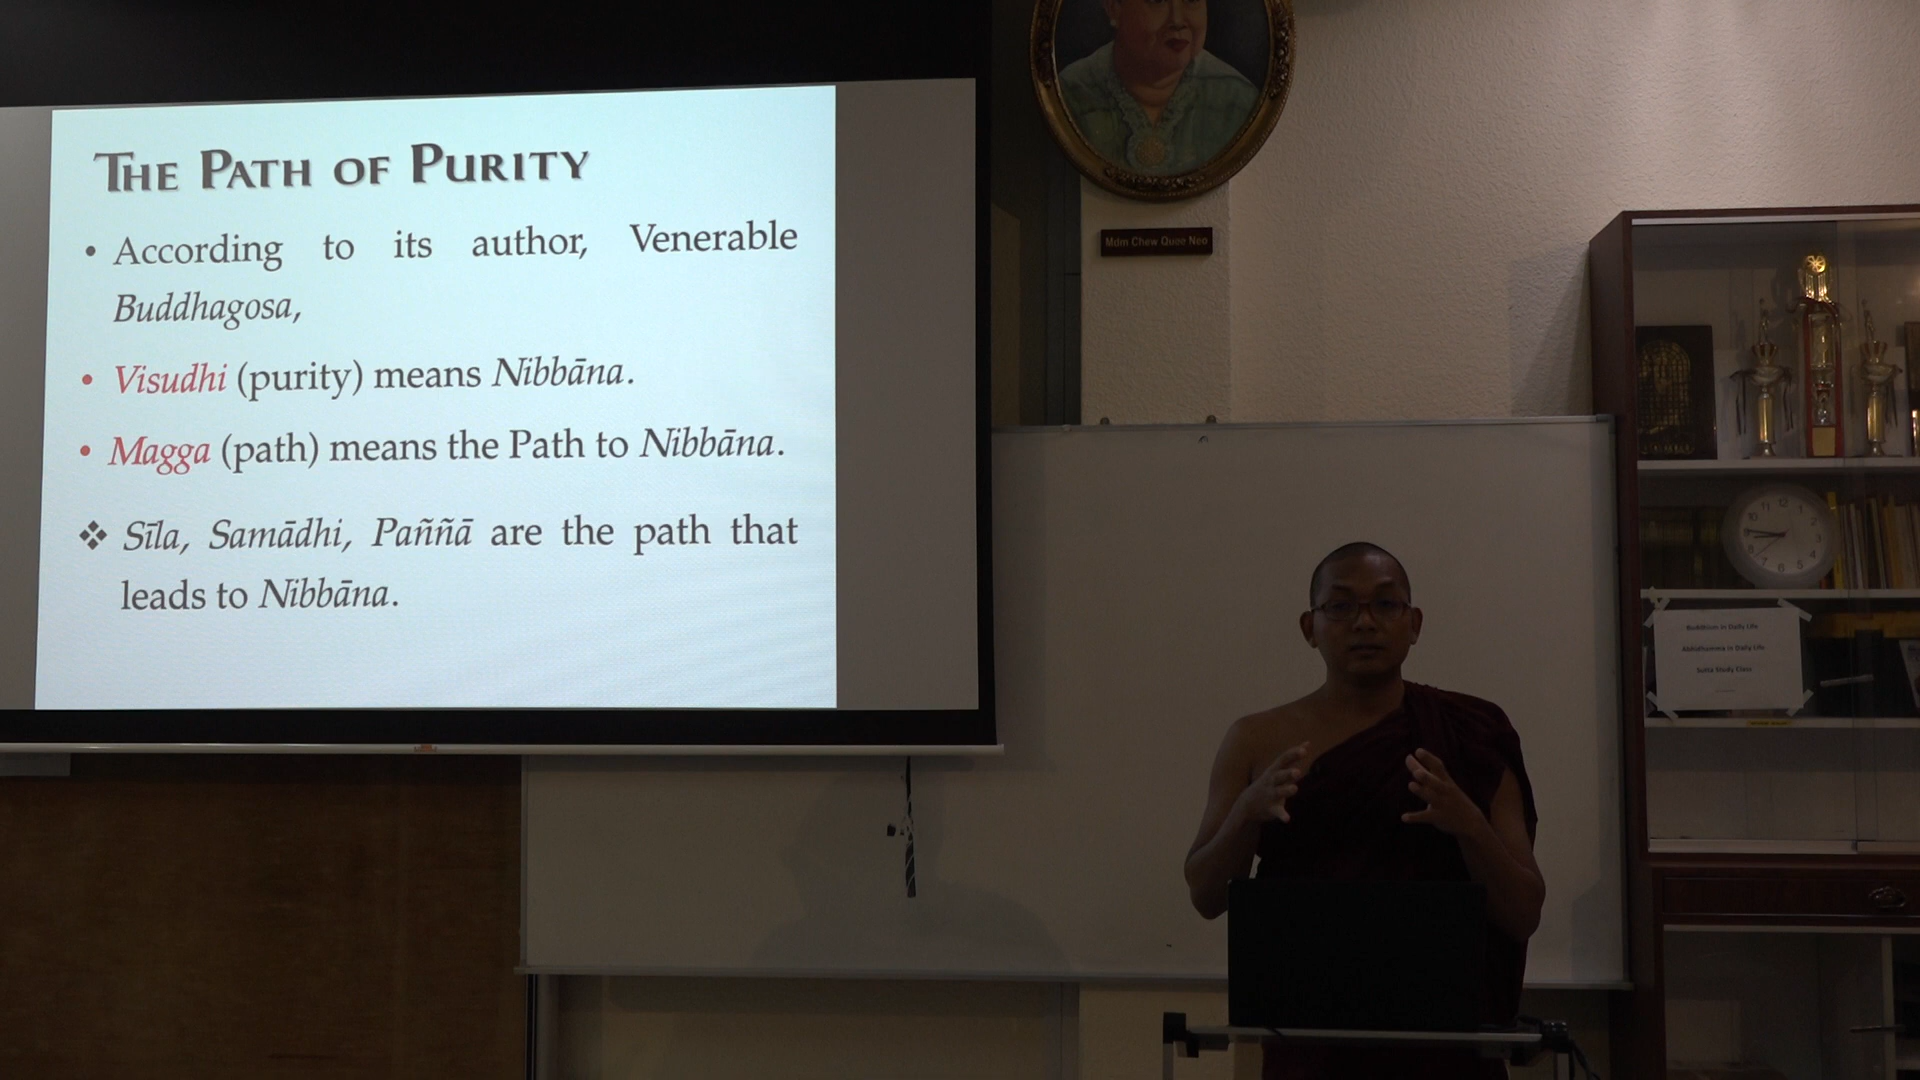 THE PATH OF PURITY
• According to its author, Venerable
Buddhagosa,
• Visudhi (purity) means Nibbāna.
• Magga (path) means the Path to Nibbāna.
❖ Sīla, Samādhi, Paññā are the path that
leads to Nibbāna.
Mdm Chew Quee Neo
Buddhism in Daily Life
Abhidhamma in Daily Life
Sutta Study Class